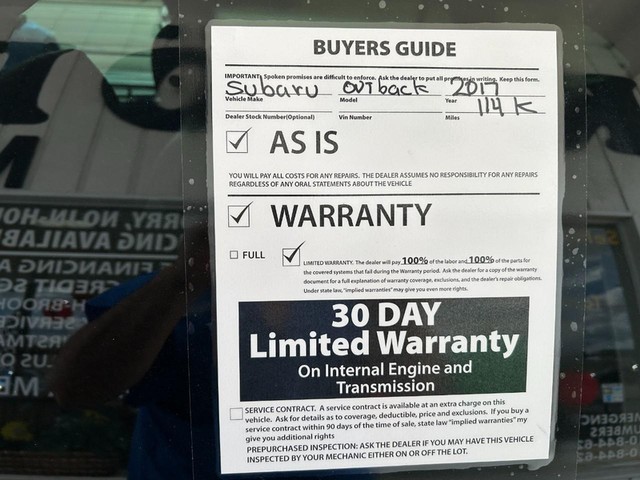 BUYERS GUIDE
IMPORTANT: Spoken promises are difficult to enforce. Ask the dealer to put all promises in writing. Keep this form.
Subaru OUTback 2017
Vehicle Make Model Year
114 K
Dealer Stock Number(Optional) Vin Number Miles
AS IS
YOU WILL PAY ALL COSTS FOR ANY REPAIRS. THE DEALER ASSUMES NO RESPONSIBILITY FOR ANY REPAIRS
REGARDLESS OF ANY ORAL STATEMENTS ABOUT THE VEHICLE
WARRANTY
FULL
LIMITED WARRANTY. The dealer will pay 100% of the labor and 100% of the parts for
the covered systems that fail during the Warranty period. Ask the dealer for a copy of the warranty
document for a full explanation of warranty coverage, exclusions, and the dealer's repair obligations.
Under state law, "implied warranties" may give you even more rights.
30 DAY
Limited Warranty
On Internal Engine and
Transmission
SERVICE CONTRACT. A service contract is available at an extra charge on this
vehicle. Ask for details as to coverage, deductible, price and exclusions. If you buy a
service contract within 90 days of the time of sale, state law "implied warranties" my
give you additional rights
PREPURCHASED INSPECTION: ASK THE DEALER IF YOU MAY HAVE THIS VEHICLE
INSPECTED BY YOUR MECHANIC EITHER ON OR OFF THE LOT.